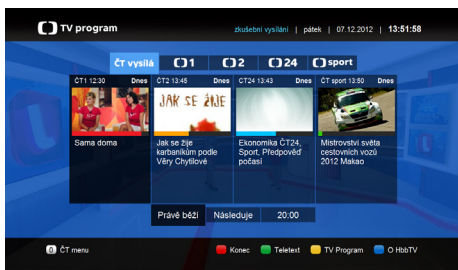 TV program
zkušební vysílání | pátek | 07.12.2012 | 13:51:58
ČT vysílá 1 2 24 sport
ČT1 12:30 Dnes
ČT2 13:45 Dnes
ČT24 13:43 Dnes
ČT sport 13:50 Dnes
JAK SE ŽIJE
Sama doma
Jak se žije
karbaníkům podle
Věry Chytilové
Ekonomika ČT24,
Sport, Předpověď
počasí
Mistrovství světa
cestovních vozů
2012 Makao
Právě běží Následuje 20:00
0 ČT menu
Konec Teletext TV Program O HbbTV